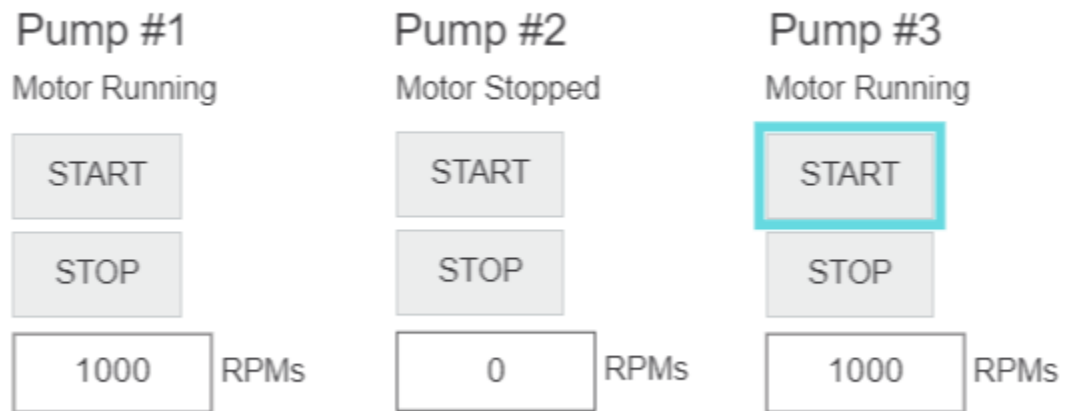 Pump #1
Motor Running
START
STOP
1000 RPMs
Pump #2
Motor Stopped
START
STOP
0 RPMs
Pump #3
Motor Running
START
STOP
1000 RPMs